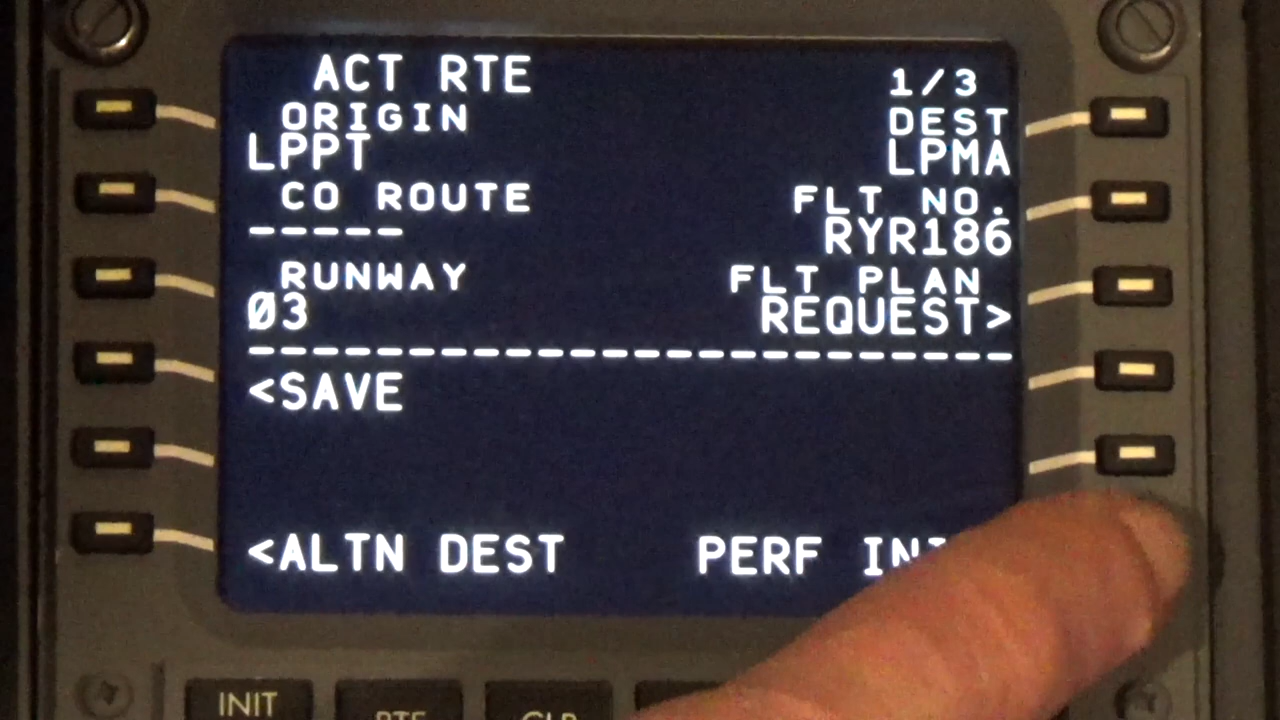 ACT RTE 1/3
ORIGIN DEST
LPPT LPMA
CO ROUTE FLT NO.
----- RYR186
RUNWAY FLT PLAN
Ø3 REQUEST>
------------------------
<SAVE
<ALTN DEST PERF
INIT
CLB